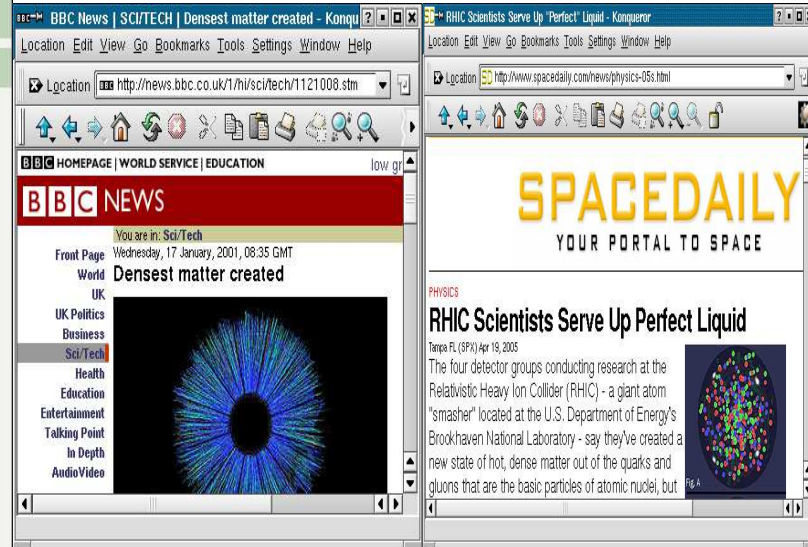 BBC News | SCI/TECH | Densest matter created - Konqu
Location Edit View Go Bookmarks Tools Settings Window Help
Location BBC http://news.bbc.co.uk/1/hi/sci/tech/1121008.stm
BBC HOMEPAGE | WORLD SERVICE | EDUCATION low gr
BBC NEWS
You are in: Sci/Tech
Front Page
World
UK
UK Politics
Business
Sci/Tech
Health
Education
Entertainment
Talking Point
In Depth
AudioVideo
Wednesday, 17 January, 2001, 08:35 GMT
Densest matter created
RHIC Scientists Serve Up "Perfect" Liquid - Konqueror
Location Edit View Go Bookmarks Tools Settings Window Help
Location SD http://www.spacedaily.com/news/physics-05s.html
SPACEDAILY
YOUR PORTAL TO SPACE
PHYSICS
RHIC Scientists Serve Up Perfect Liquid
Tampa FL (SPX) Apr 19, 2005
The four detector groups conducting research at the
Relativistic Heavy Ion Collider (RHIC) - a giant atom
"smasher" located at the U.S. Department of Energy's
Brookhaven National Laboratory - say they've created a
new state of hot, dense matter out of the quarks and
gluons that are the basic particles of atomic nuclei, but
Fig. A